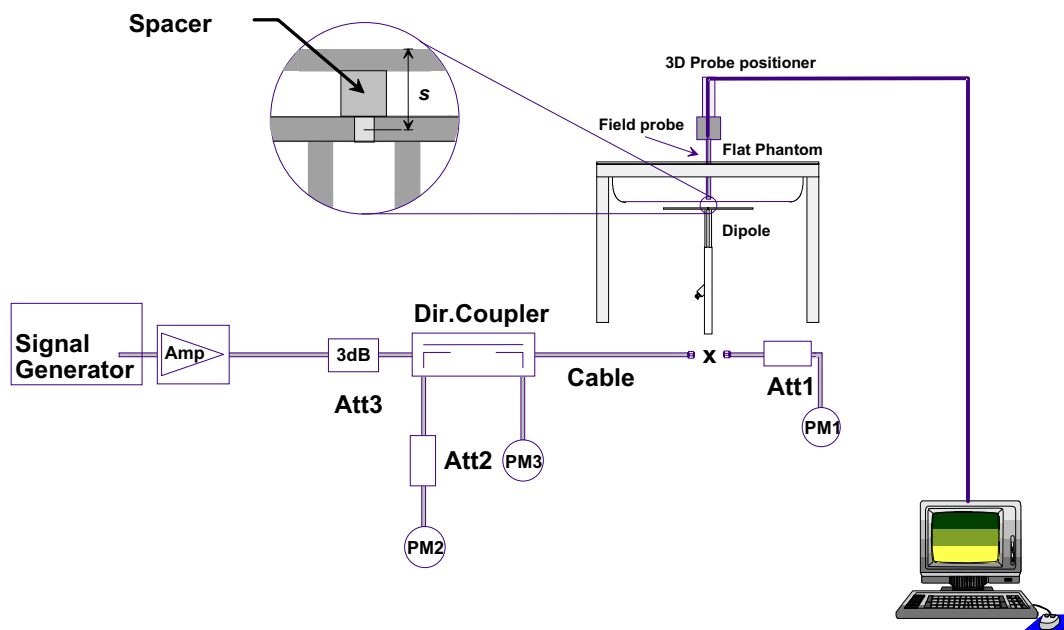 Spacer
s
3D Probe positioner
Field probe
Flat Phantom
Dipole
Dir.Coupler
Signal
Generator
Amp
3dB
Att3
Cable
x
Att1
PM1
Att2
PM3
PM2